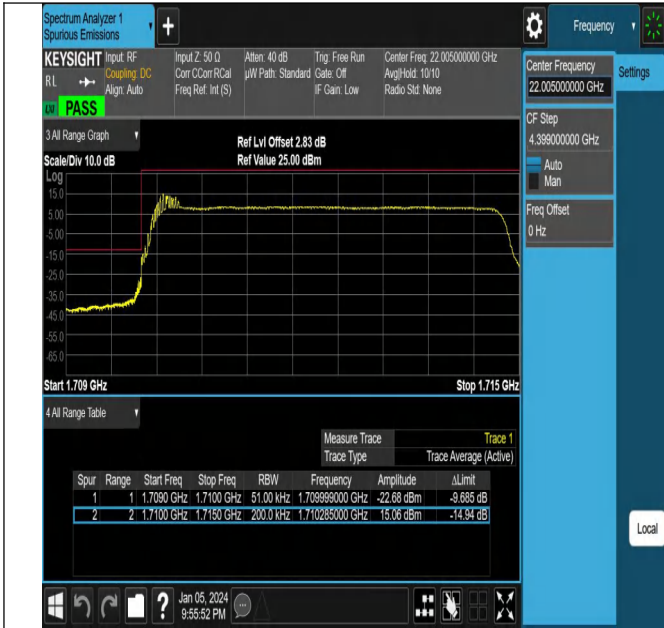 Spectrum Analyzer 1
Spurious Emissions
+
Frequency
KEYSIGHT
RL
LXI
PASS
Input: RF
Coupling: DC
Align: Auto
Input Z: 50 Ω
Corr CCorr RCal
Freq Ref: Int (S)
Atten: 40 dB
µW Path: Standard
Trig: Free Run
Gate: Off
IF Gain: Low
Center Freq: 22.005000000 GHz
Avg|Hold: 10/10
Radio Std: None
Center Frequency
22.005000000 GHz
Settings
CF Step
4.399000000 GHz
Auto
Man
Freq Offset
0 Hz
3 All Range Graph
Scale/Div 10.0 dB
Ref Lvl Offset 2.83 dB
Ref Value 25.00 dBm
Log
15.0
5.00
-5.00
-15.0
-25.0
-35.0
-45.0
-55.0
-65.0
Start 1.709 GHz
Stop 1.715 GHz
4 All Range Table
Measure Trace Trace 1
Trace Type Trace Average (Active)
Spur Range Start Freq Stop Freq RBW Frequency Amplitude ΔLimit
1 1 1.7090 GHz 1.7100 GHz 51.00 kHz 1.709999000 GHz -22.68 dBm -9.685 dB
2 2 1.7100 GHz 1.7150 GHz 200.0 kHz 1.710285000 GHz 15.06 dBm -14.94 dB
Local
?
Jan 05, 2024
9:55:52 PM